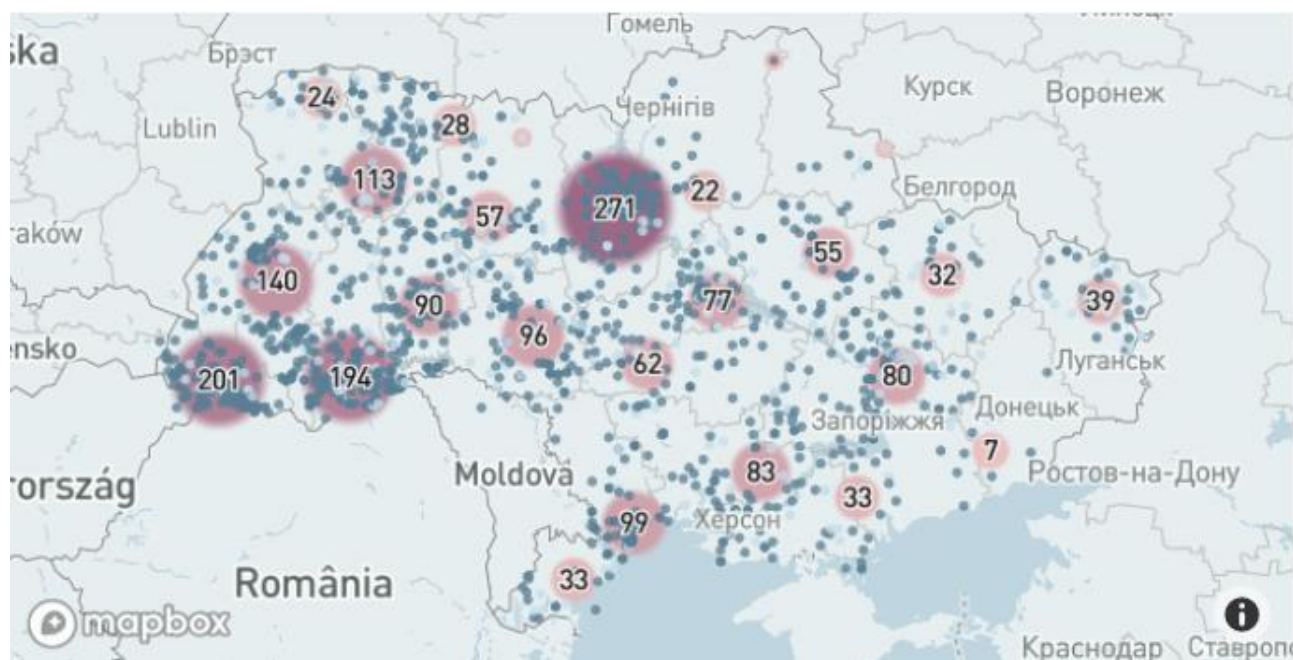 Гомель
ska
Брэст
Курск
Воронеж
24
Чернігів
Lublin
28
113
22
Белгород
57
271
raków
55
32
140
39
90
77
ensko
96
Луганськ
201
194
62
80
Донецьк
Запоріжжя
7
Moldova
83
Ростов-на-Дону
rország
33
99
Херсон
România
33
mapbox
i
Краснодар
Ставропо